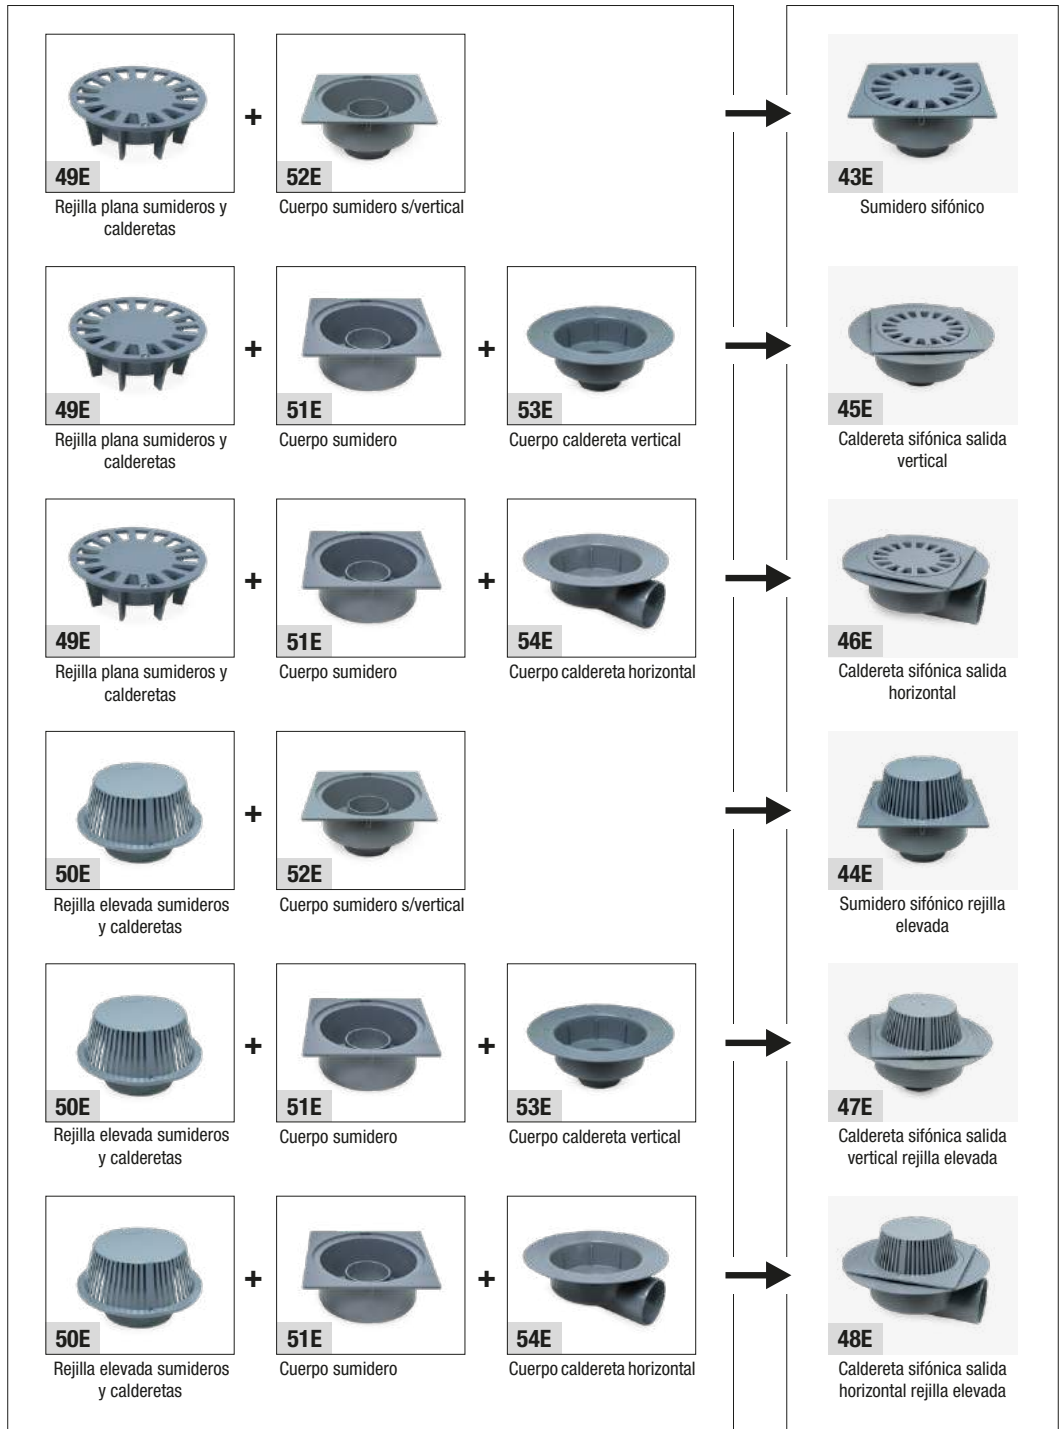 49E
+
52E
43E
Rejilla plana sumideros y
calderetas
Cuerpo sumidero s/vertical
Sumidero sifónico
49E
+
51E
+
53E
45E
Rejilla plana sumideros y
calderetas
Cuerpo sumidero
Cuerpo caldereta vertical
Caldereta sifónica salida
vertical
49E
+
51E
+
54E
46E
Rejilla plana sumideros y
calderetas
Cuerpo sumidero
Cuerpo caldereta horizontal
Caldereta sifónica salida
horizontal
50E
+
52E
44E
Rejilla elevada sumideros
y calderetas
Cuerpo sumidero s/vertical
Sumidero sifónico rejilla
elevada
50E
+
51E
+
53E
47E
Rejilla elevada sumideros
y calderetas
Cuerpo sumidero
Cuerpo caldereta vertical
Caldereta sifónica salida
vertical rejilla elevada
50E
+
51E
+
54E
48E
Rejilla elevada sumideros
y calderetas
Cuerpo sumidero
Cuerpo caldereta horizontal
Caldereta sifónica salida
horizontal rejilla elevada